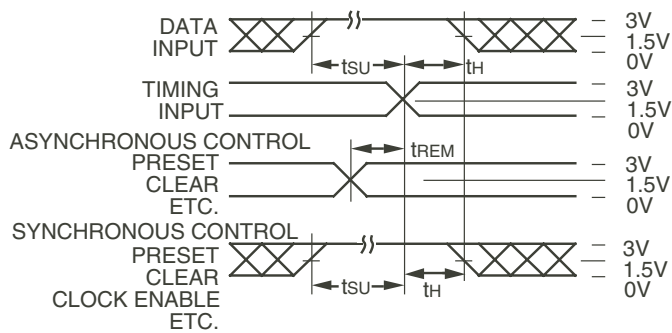 DATA
INPUT
3V
1.5V
0V
tSU
tH
TIMING
INPUT
3V
1.5V
0V
ASYNCHRONOUS CONTROL
PRESET
CLEAR
ETC.
tREM
3V
1.5V
0V
SYNCHRONOUS CONTROL
PRESET
CLEAR
CLOCK ENABLE
ETC.
tSU
tH
3V
1.5V
0V